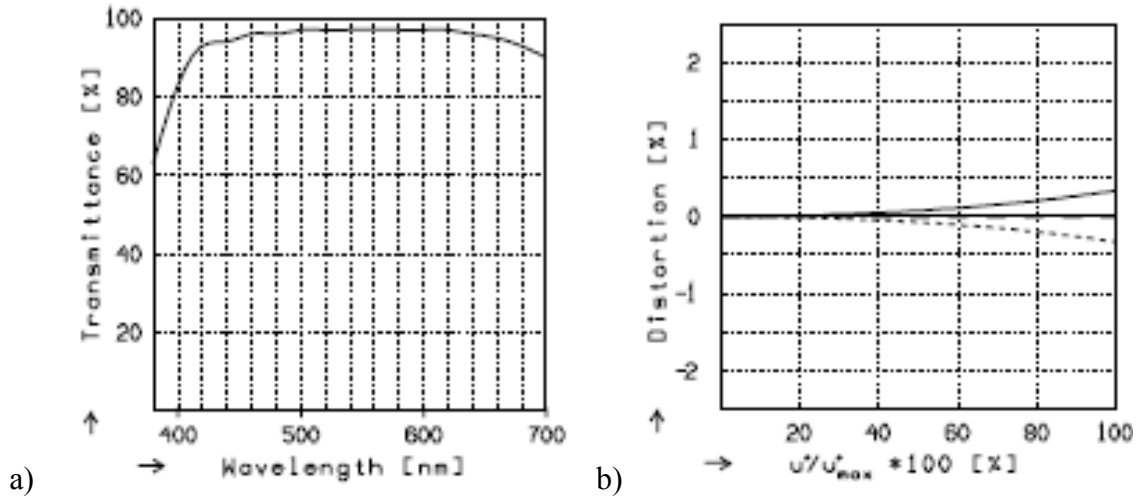 100
80
60
40
20
Transmittance [%]
400 500 600 700
Wavelength [nm]
a)
2
1
0
-1
-2
Distortion [%]
20 40 60 80 100
u'/u'max *100 [%]
b)